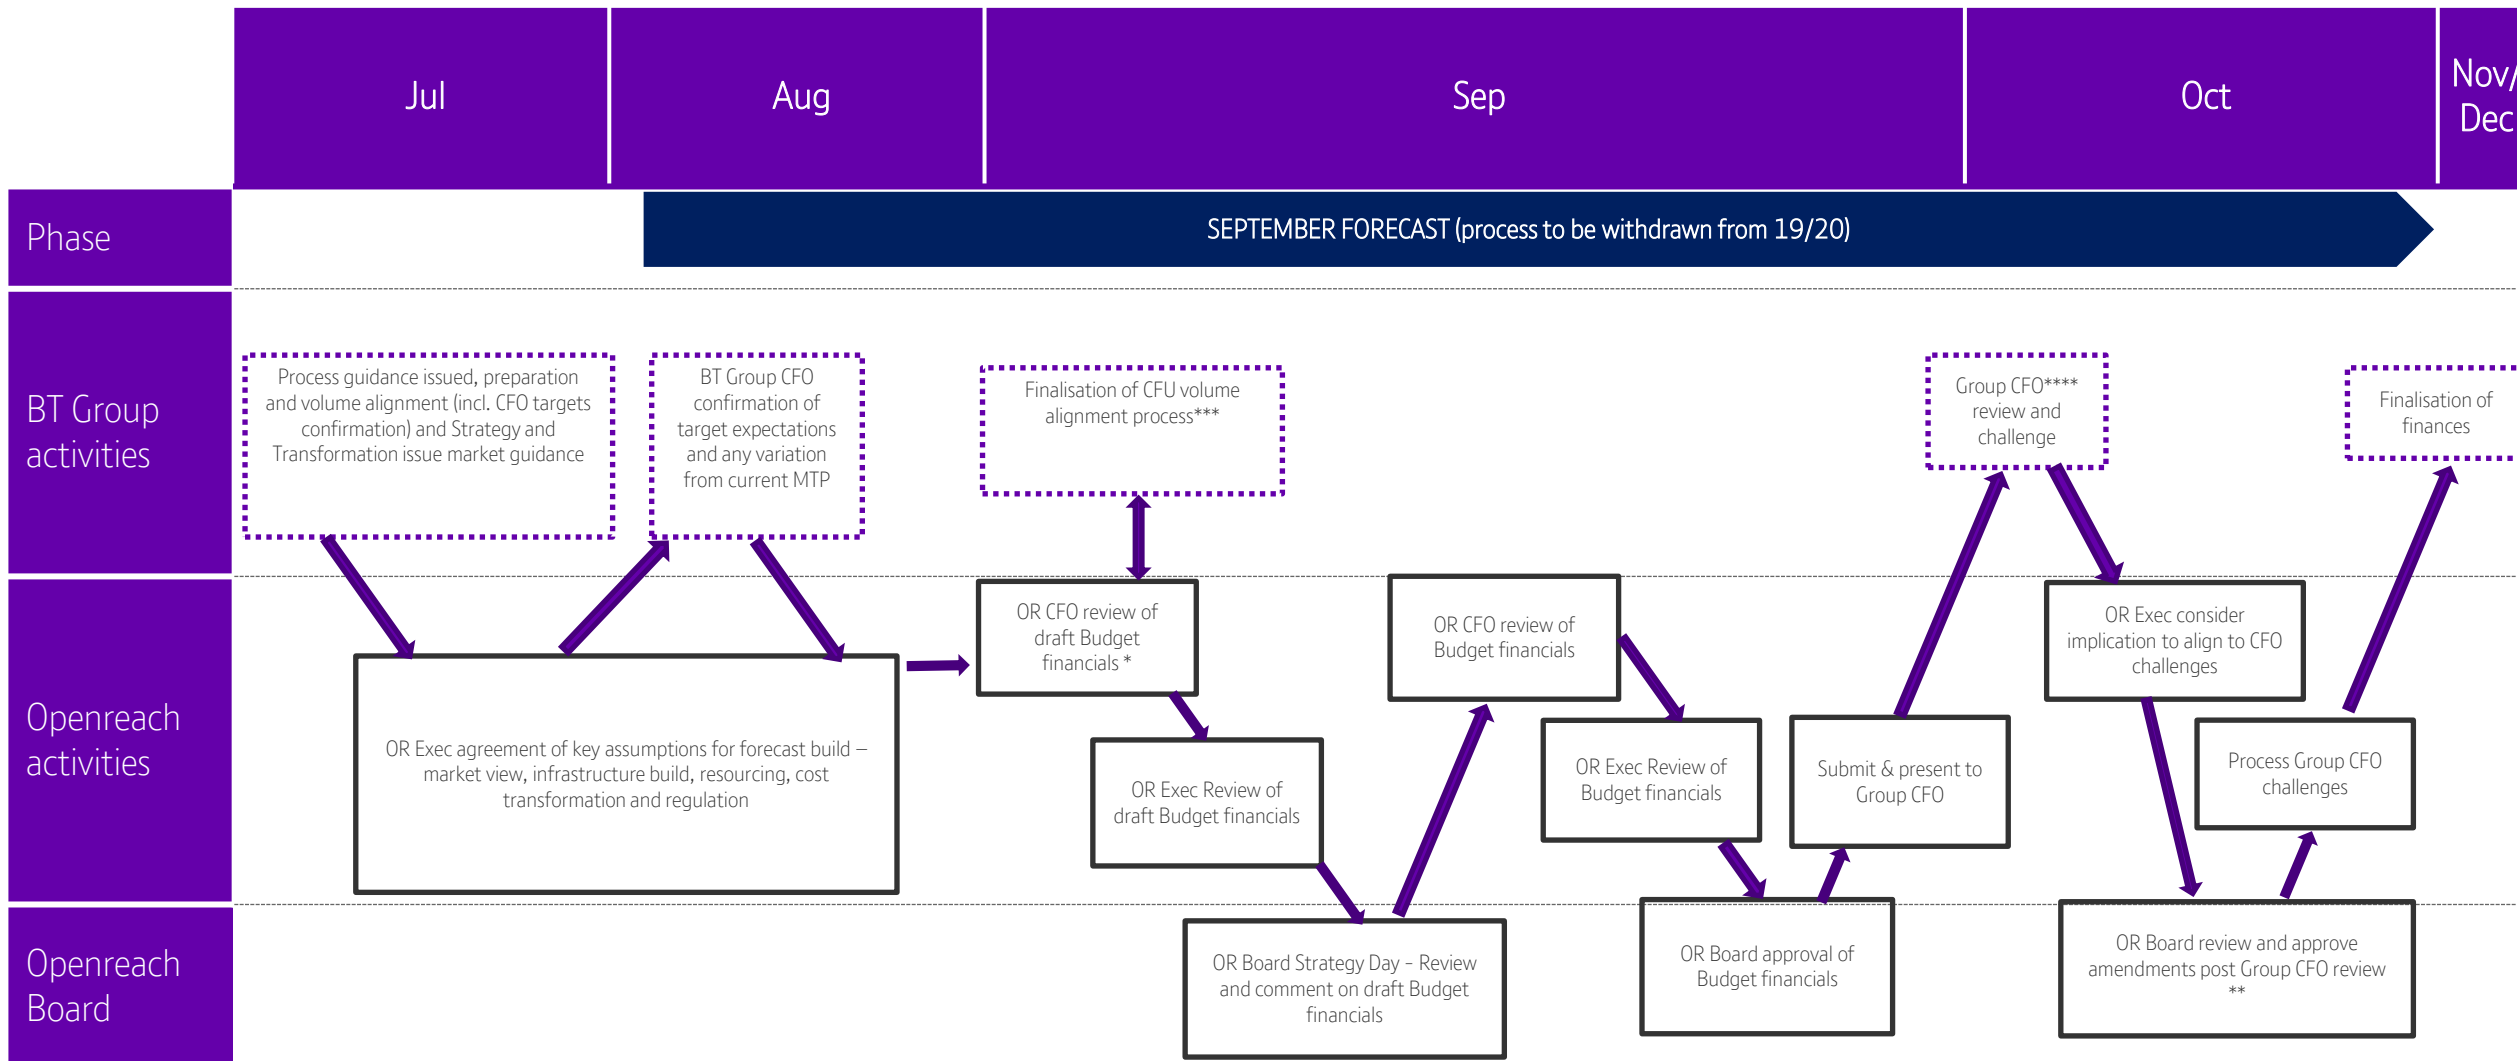 Jul
Aug
Sep
Oct
Nov/
Dec
Phase
SEPTEMBER FORECAST (process to be withdrawn from 19/20)
BT Group
activities
Process guidance issued, preparation
and volume alignment (incl. CFO targets
confirmation) and Strategy and
Transformation issue market guidance
BT Group CFO
confirmation of
target expectations
and any variation
from current MTP
Finalisation of CFU volume
alignment process***
Group CFO****
review and
challenge
Finalisation of
finances
Openreach
activities
OR Exec agreement of key assumptions for forecast build –
market view, infrastructure build, resourcing, cost
transformation and regulation
OR CFO review of
draft Budget
financials *
OR Exec Review of
draft Budget financials
OR CFO review of
Budget financials
OR Exec Review of
Budget financials
Submit & present to
Group CFO
OR Exec consider
implication to align to CFO
challenges
Process Group CFO
challenges
Openreach
Board
OR Board Strategy Day - Review
and comment on draft Budget
financials
OR Board approval of
Budget financials
OR Board review and approve
amendments post Group CFO review
**